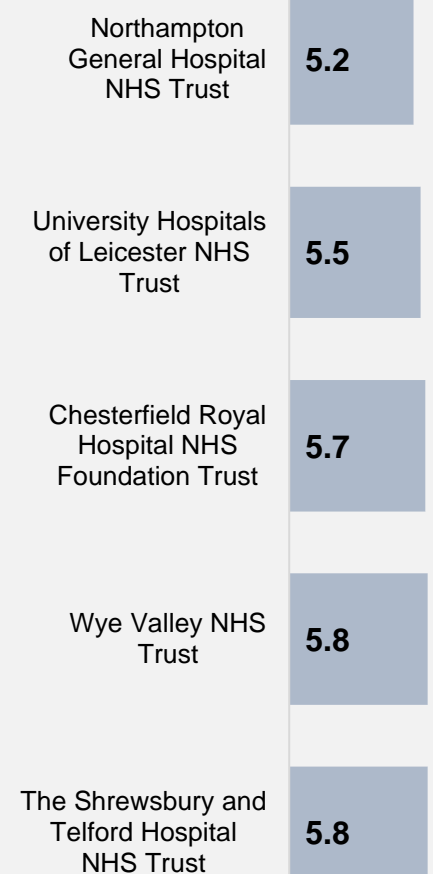 Northampton
General Hospital
NHS Trust
5.2
University Hospitals
of Leicester NHS
Trust
5.5
Chesterfield Royal
Hospital NHS
Foundation Trust
5.7
Wye Valley NHS
Trust
5.8
The Shrewsbury and
Telford Hospital
NHS Trust
5.8